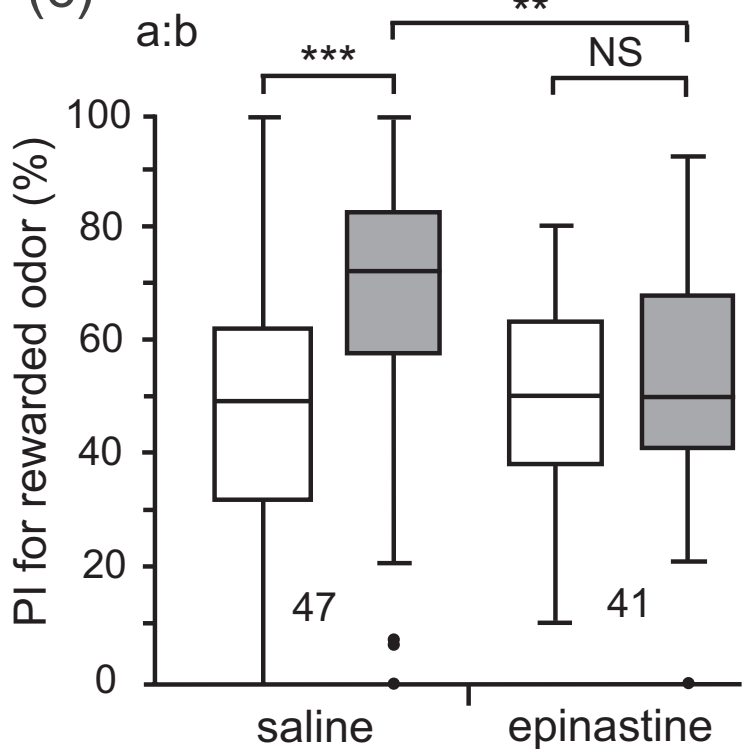 (c)
a:b
**
***
NS
PI for rewarded odor (%)
100
80
60
40
20
0
47
41
saline
epinastine